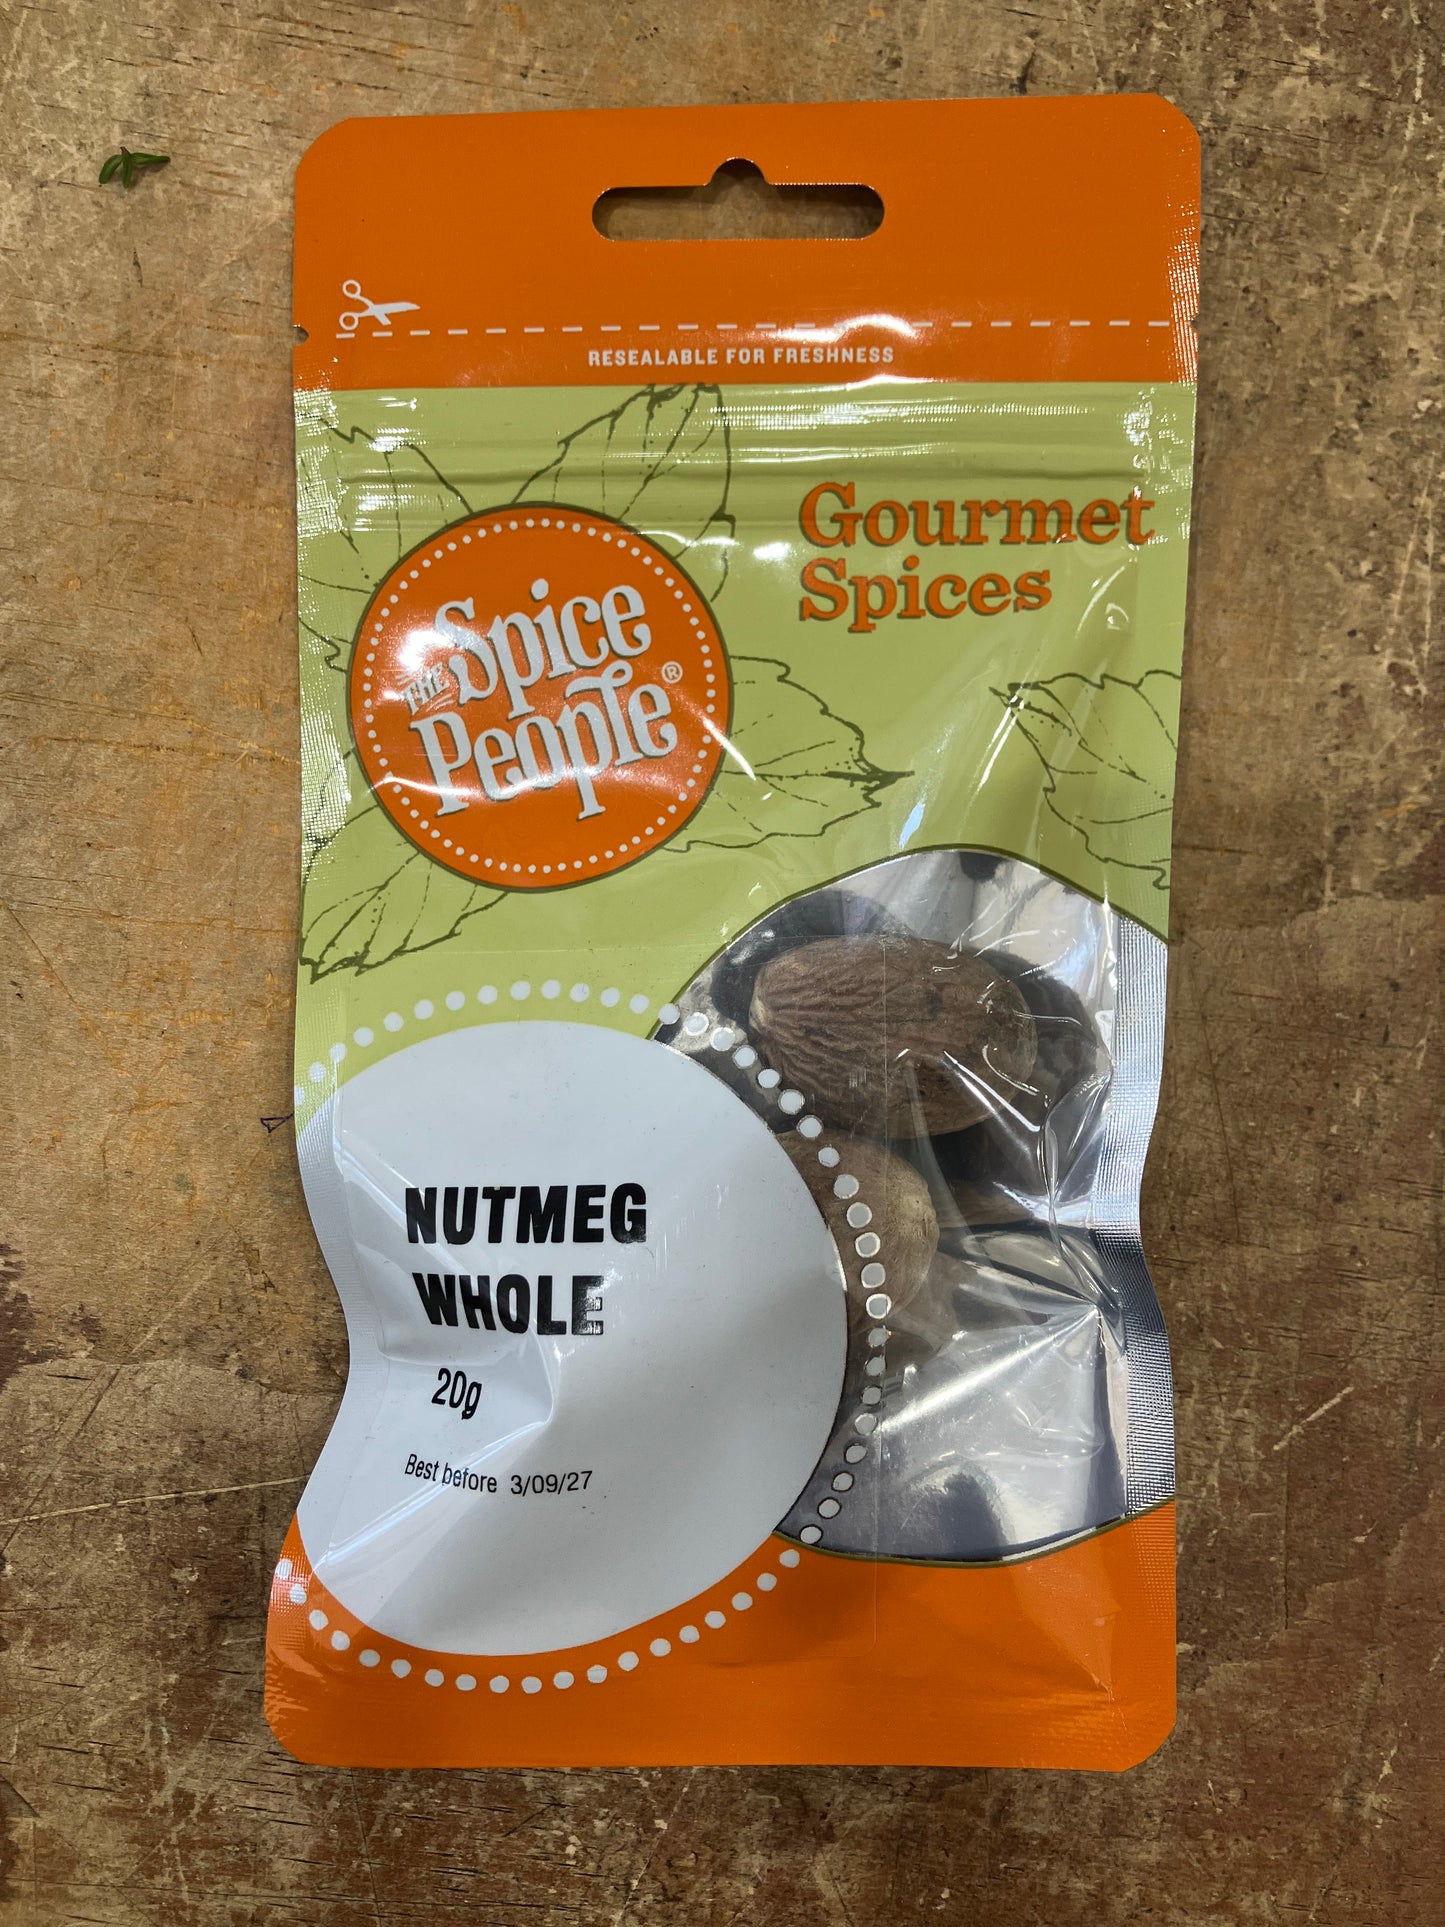 RESEALABLE FOR FRESHNESS
Gourmet
Spices
THE Spice
People®
NUTMEG
WHOLE
20g
Best before 3/09/27